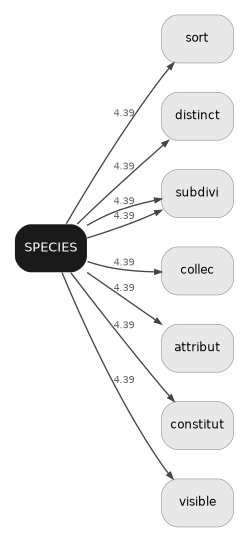 sort
4.39
distinct
4.39
subdivi
4.39
4.39
SPECIES
4.39
collec
4.39
attribut
4.39
constitut
4.39
visible